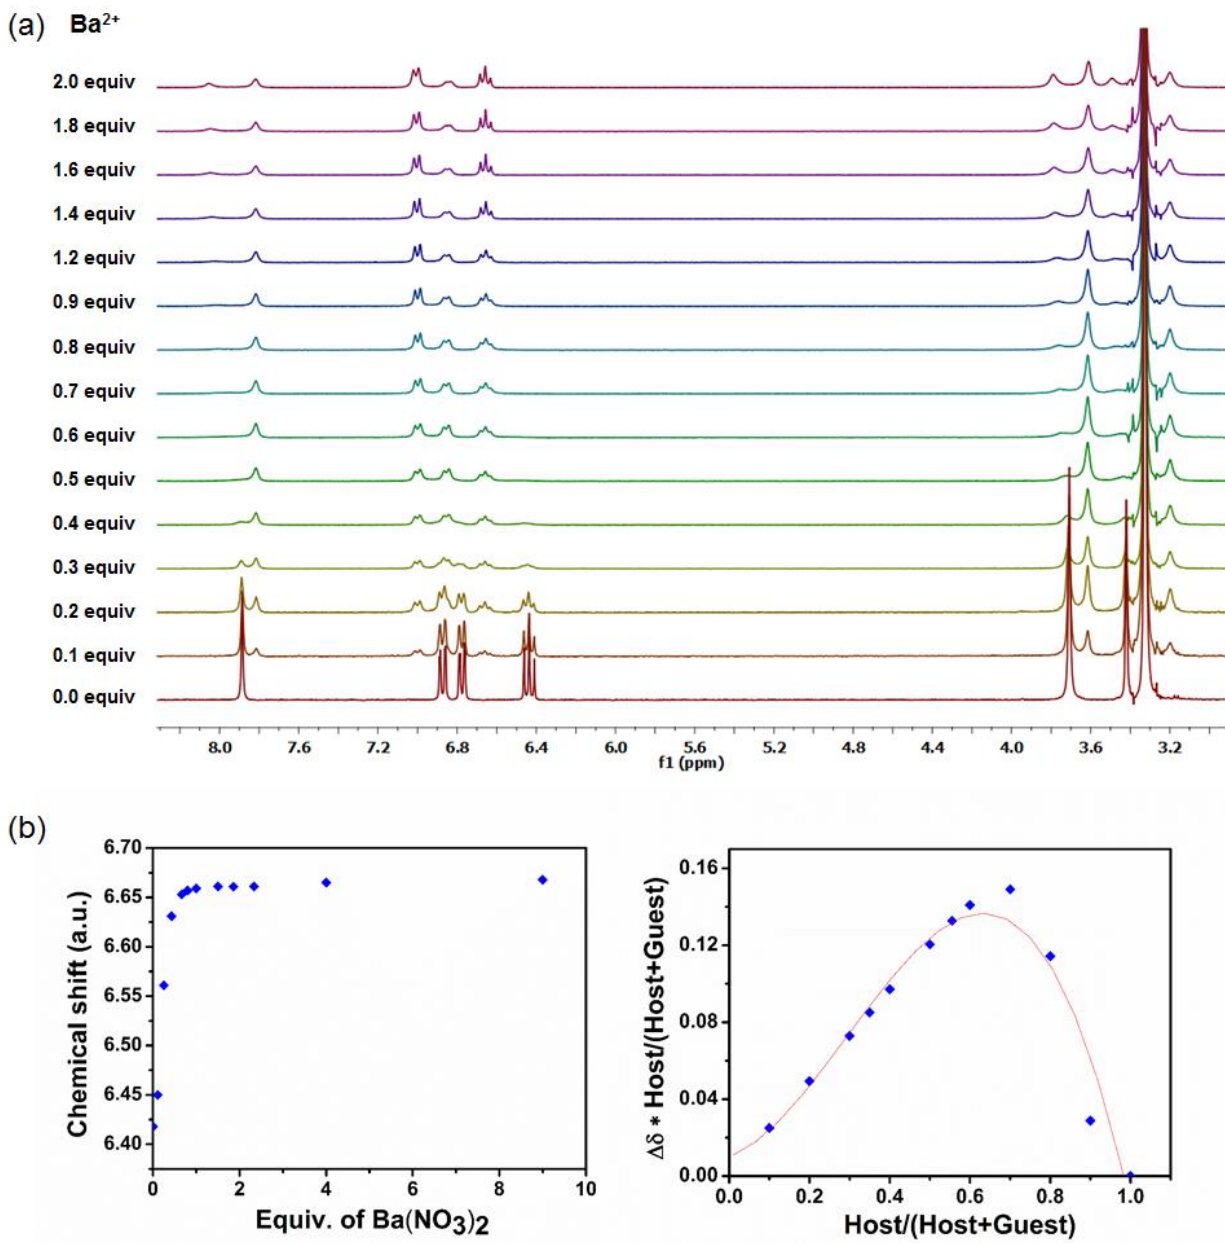 (a) Ba²⁺
2.0 equiv
1.8 equiv
1.6 equiv
1.4 equiv
1.2 equiv
0.9 equiv
0.8 equiv
0.7 equiv
0.6 equiv
0.5 equiv
0.4 equiv
0.3 equiv
0.2 equiv
0.1 equiv
0.0 equiv
8.0 7.6 7.2 6.8 6.4 6.0 5.6 5.2 4.8 4.4 4.0 3.6 3.2
f1 (ppm)
(b)
Chemical shift (a.u.)
6.70
6.65
6.60
6.55
6.50
6.45
6.40
0 2 4 6 8 10
Equiv. of Ba(NO3)2
Δδ * Host/(Host+Guest)
0.16
0.12
0.08
0.04
0.00
0.0 0.2 0.4 0.6 0.8 1.0
Host/(Host+Guest)